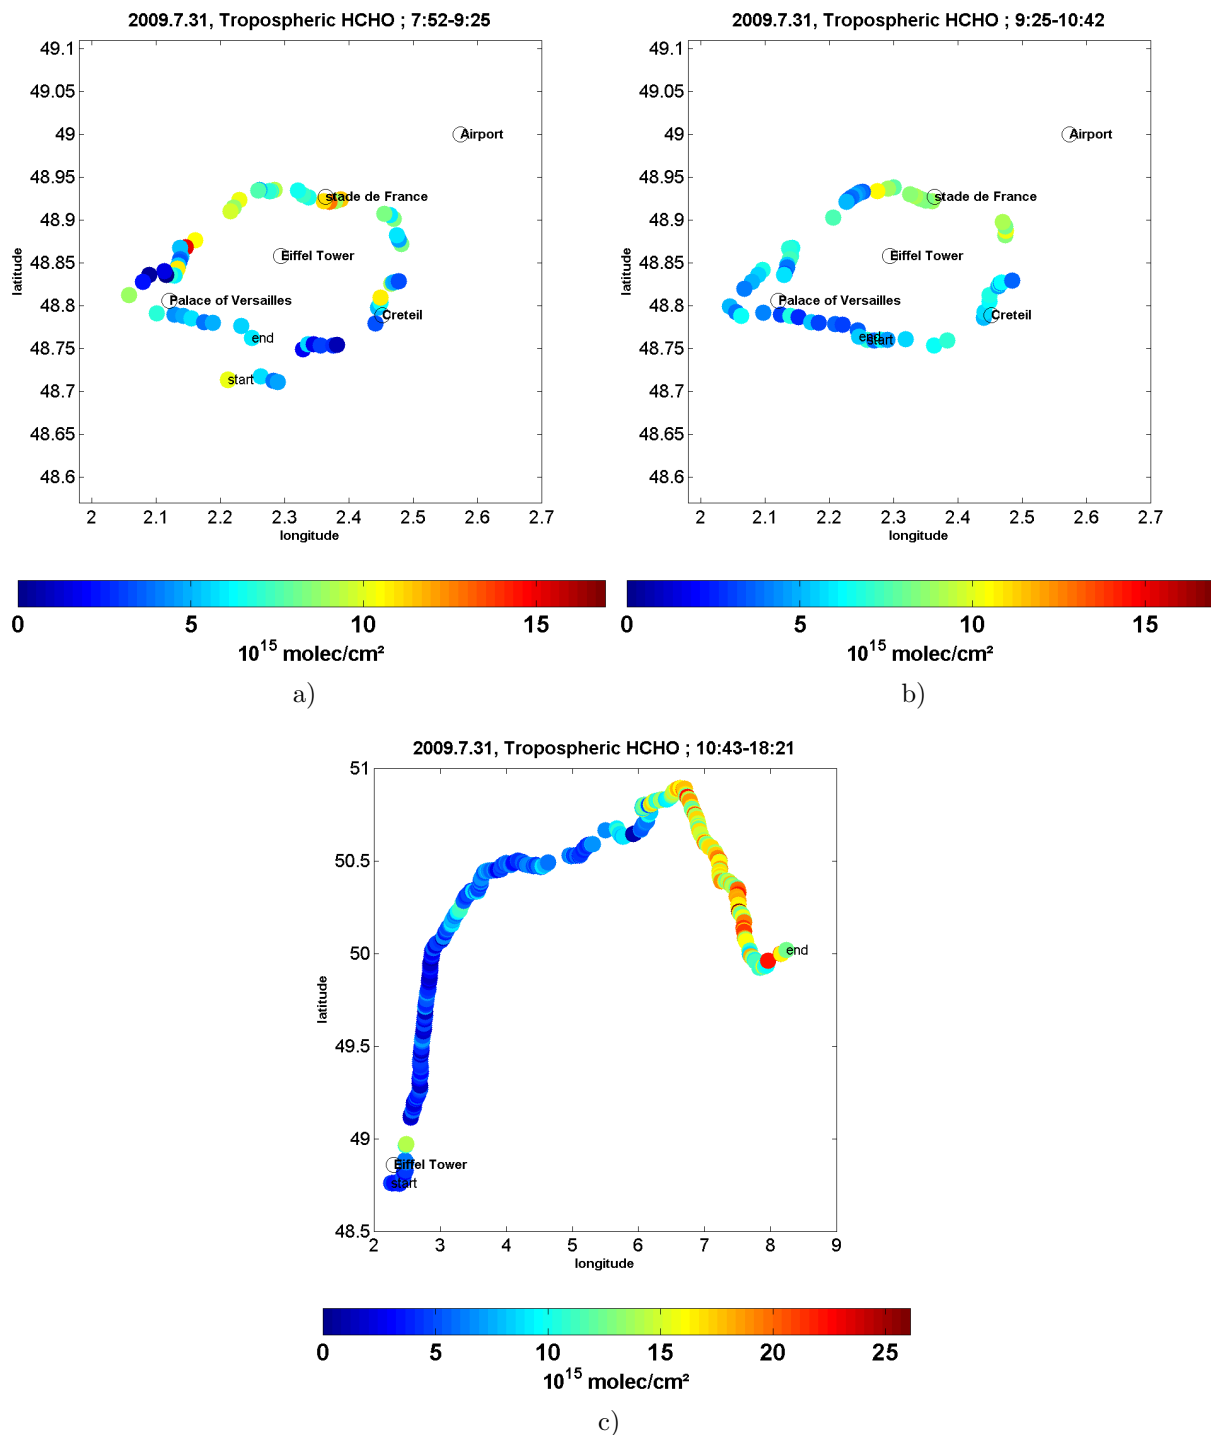 2009.7.31, Tropospheric HCHO ; 7:52-9:25
49.1
49.05
49
48.95
48.9
48.85
48.8
48.75
48.7
48.65
48.6
latitude
Airport
stade de France
Eiffel Tower
Palace of Versailles
Creteil
end
start
2 2.1 2.2 2.3 2.4 2.5 2.6 2.7
longitude
0 5 10 15
10^15 molec/cm²
a)
2009.7.31, Tropospheric HCHO ; 9:25-10:42
49.1
49.05
49
48.95
48.9
48.85
48.8
48.75
48.7
48.65
48.6
latitude
Airport
stade de France
Eiffel Tower
Palace of Versailles
Creteil
end
start
2 2.1 2.2 2.3 2.4 2.5 2.6 2.7
longitude
0 5 10 15
10^15 molec/cm²
b)
2009.7.31, Tropospheric HCHO ; 10:43-18:21
51
50.5
50
49.5
49
48.5
latitude
end
Eiffel Tower
start
2 3 4 5 6 7 8 9
longitude
0 5 10 15 20 25
10^15 molec/cm²
c)